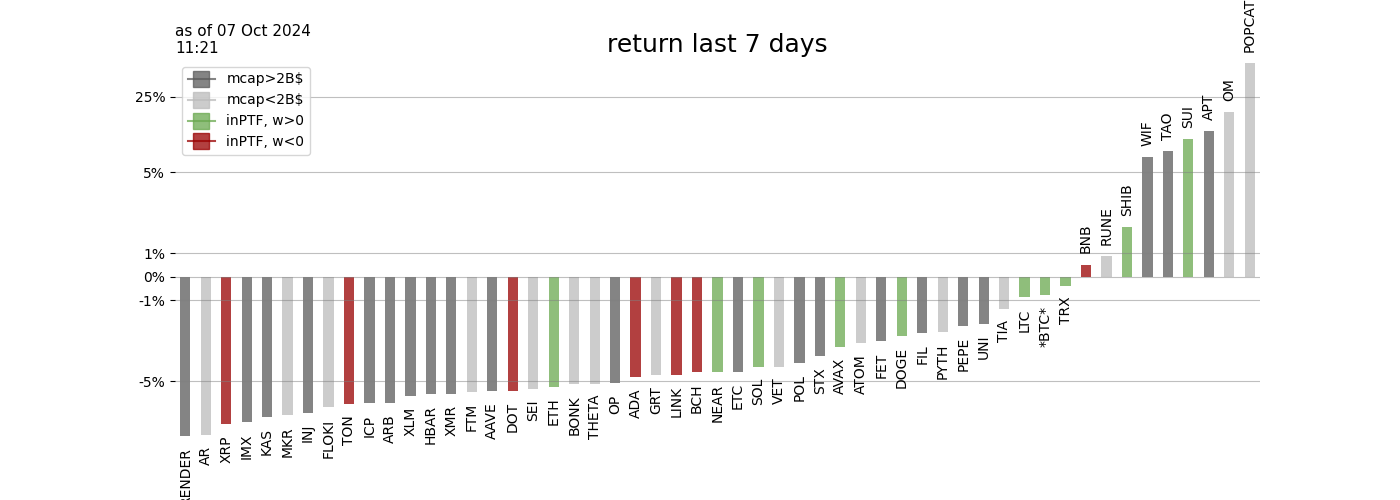 as of 07 Oct 2024
11:21
return last 7 days
mcap>2B$
mcap<2B$
inPTF, w>0
inPTF, w<0
25%
5%
1%
0%
-1%
-5%
RENDER
AR
XRP
IMX
KAS
MKR
INJ
FLOKI
TON
ICP
ARB
XLM
HBAR
XMR
FTM
AAVE
DOT
SEI
ETH
BONK
THETA
OP
ADA
GRT
LINK
BCH
NEAR
ETC
SOL
VET
POL
STX
AVAX
ATOM
FET
DOGE
FIL
PYTH
PEPE
UNI
TIA
LTC
*BTC*
TRX
BNB
RUNE
SHIB
WIF
TAO
SUI
APT
OM
POPCAT